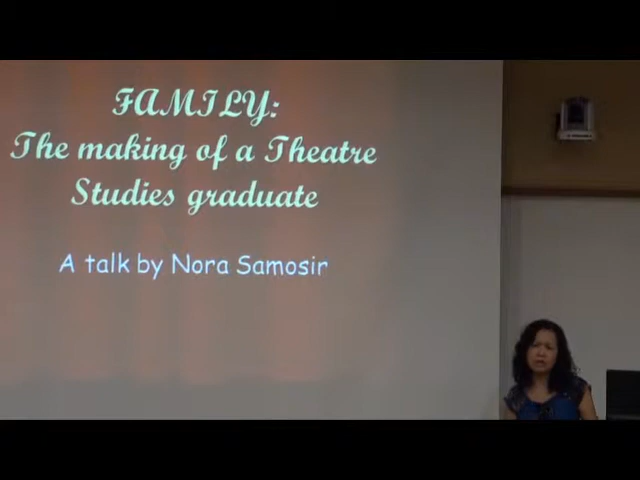 FAMILY:
The making of a Theatre
Studies graduate
A talk by Nora Samosir